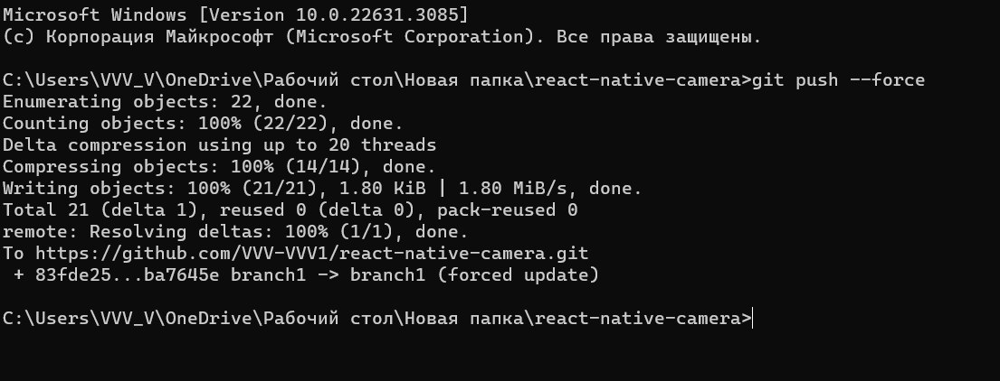 Microsoft Windows [Version 10.0.22631.3085]
(c) Корпорация Майкрософт (Microsoft Corporation). Все права защищены.
C:\Users\VVV_V\OneDrive\Рабочий стол\Новая папка\react-native-camera>git push --force
Enumerating objects: 22, done.
Counting objects: 100% (22/22), done.
Delta compression using up to 20 threads
Compressing objects: 100% (14/14), done.
Writing objects: 100% (21/21), 1.80 KiB | 1.80 MiB/s, done.
Total 21 (delta 1), reused 0 (delta 0), pack-reused 0
remote: Resolving deltas: 100% (1/1), done.
To https://github.com/VVV-VVV1/react-native-camera.git
 + 83fde25...ba7645e branch1 -> branch1 (forced update)
C:\Users\VVV_V\OneDrive\Рабочий стол\Новая папка\react-native-camera>